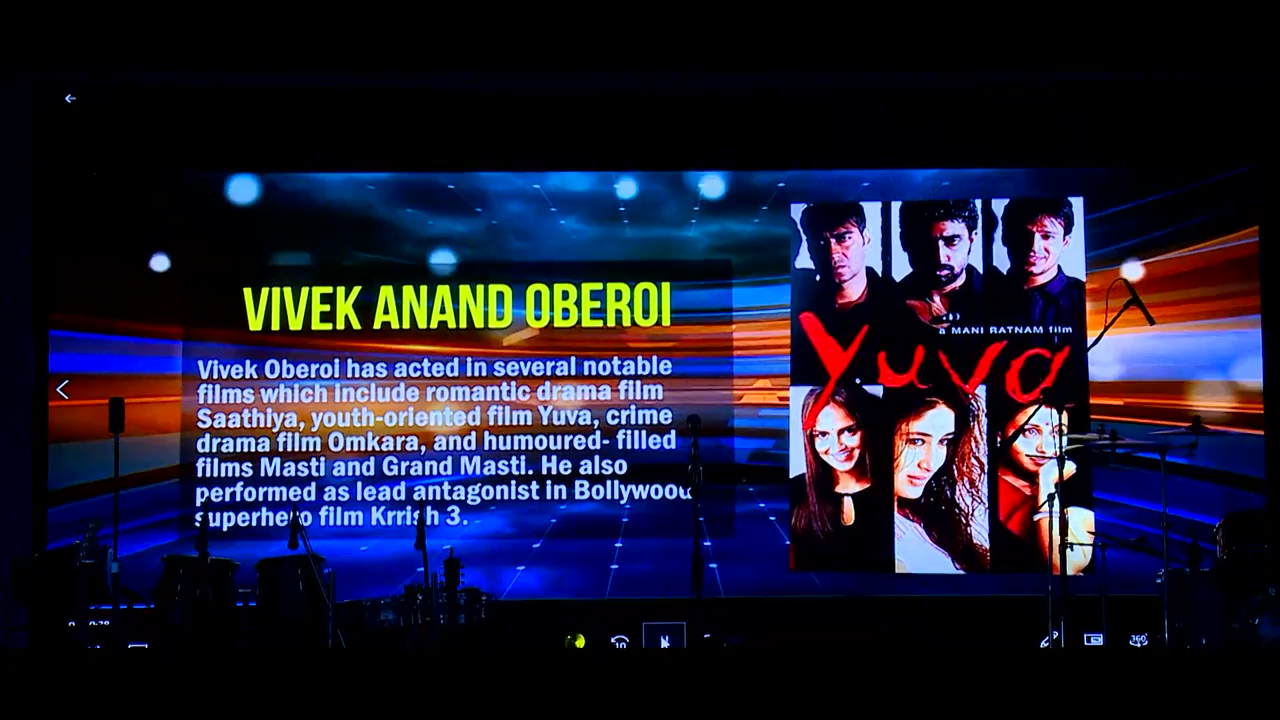 VIVEK ANAND OBEROI
Vivek Oberoi has acted in several notable
films which include romantic drama film
Saathiya, youth-oriented film Yuva, crime
drama film Omkara, and humoured- filled
films Masti and Grand Masti. He also
performed as lead antagonist in Bollywood
superhero film Krrish 3.
a MANI RATNAM film
Yuva
10
360